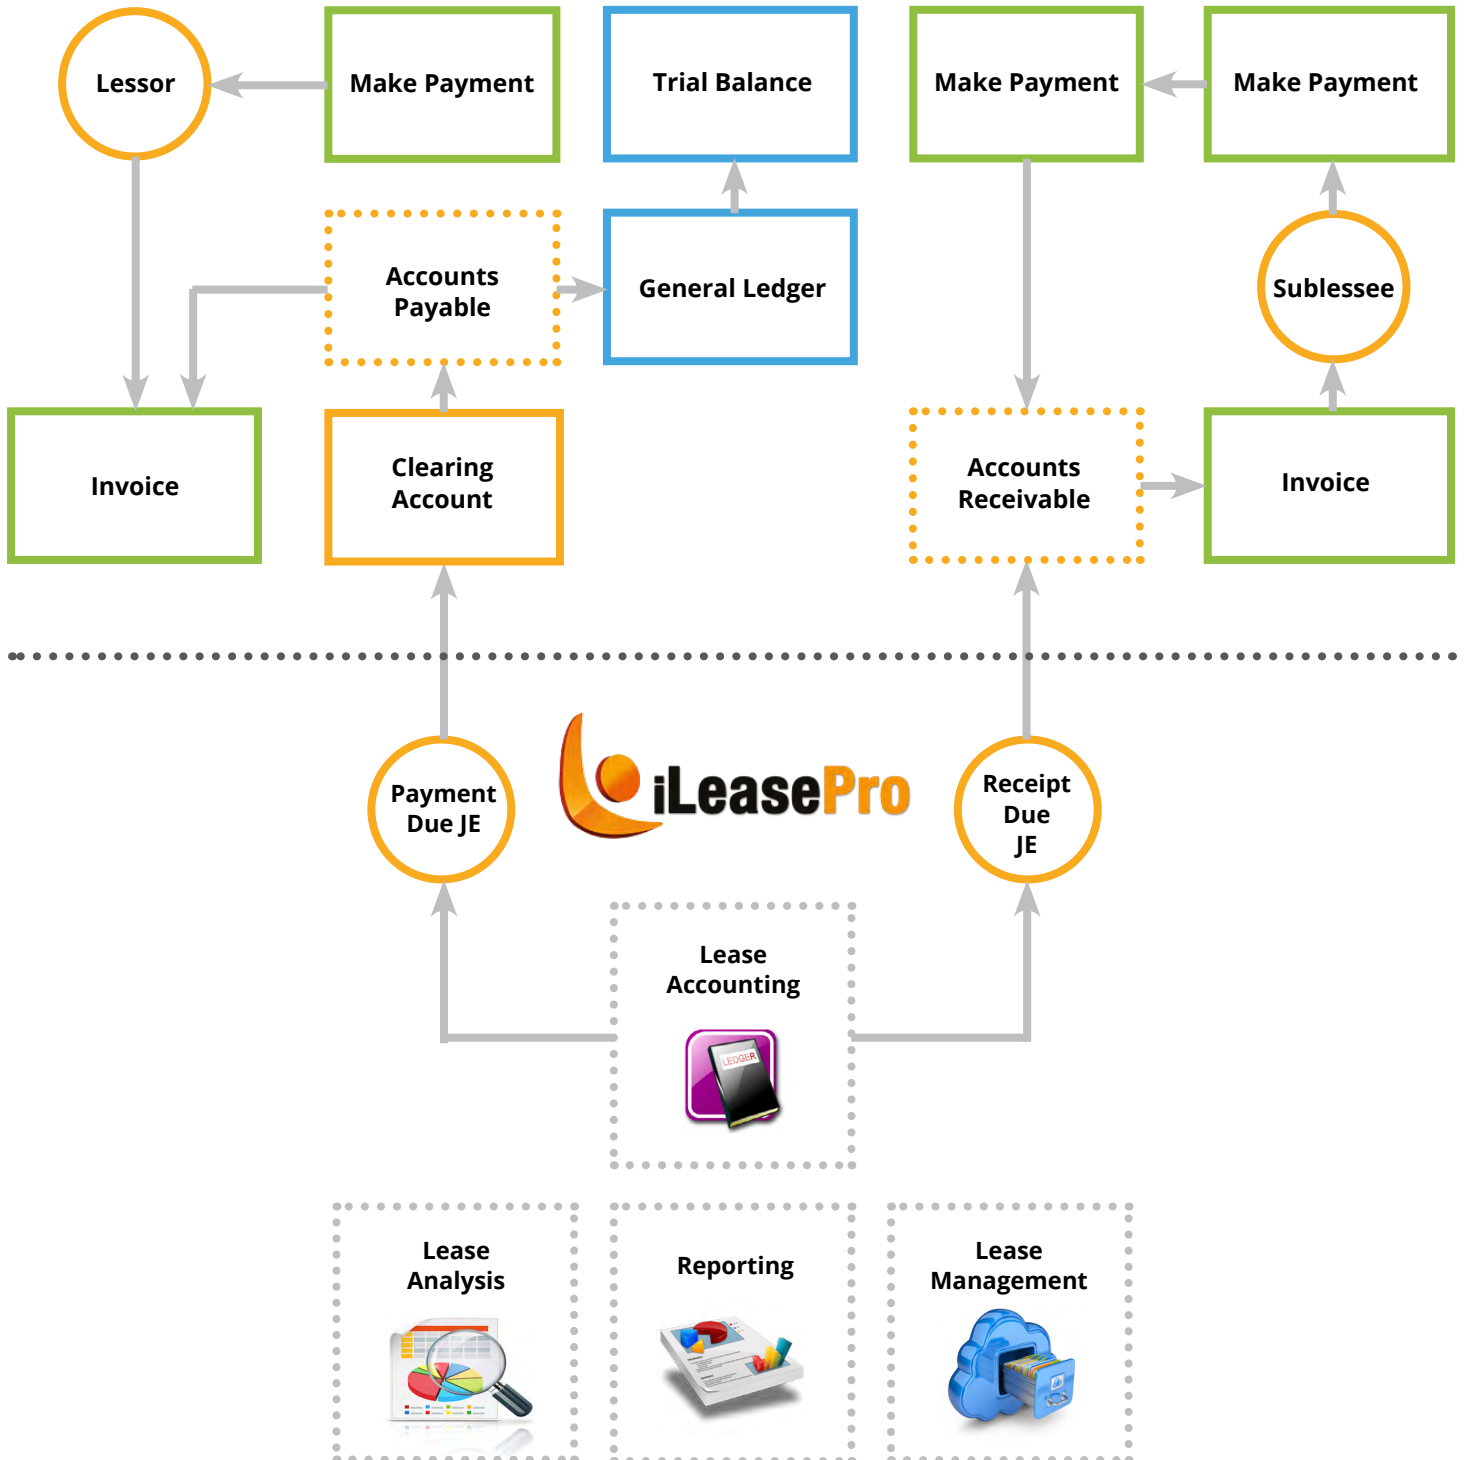 Lessor
Make Payment
Trial Balance
Make Payment
Make Payment
Accounts
Payable
General Ledger
Sublessee
Invoice
Clearing
Account
Accounts
Receivable
Invoice
Payment
Due JE
iLeasePro
Receipt
Due
JE
Lease
Accounting
LEDGER
Lease
Analysis
Reporting
Lease
Management